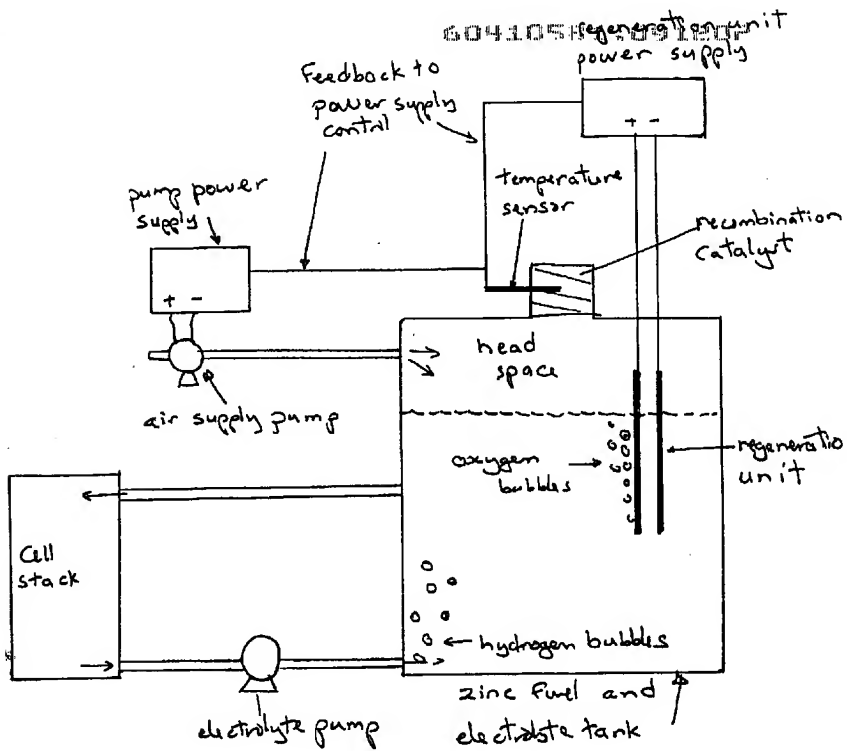 regeneration unit
power supply
Feedback to
power supply
control
+ -
temperature
sensor
pump power
supply
recombination
catalyst
+ -
head
space
air supply pump
oxygen
bubbles
regeneratio
unit
Cell
stack
hydrogen bubbles
zinc fuel and
electrolyte tank
electrolyte pump